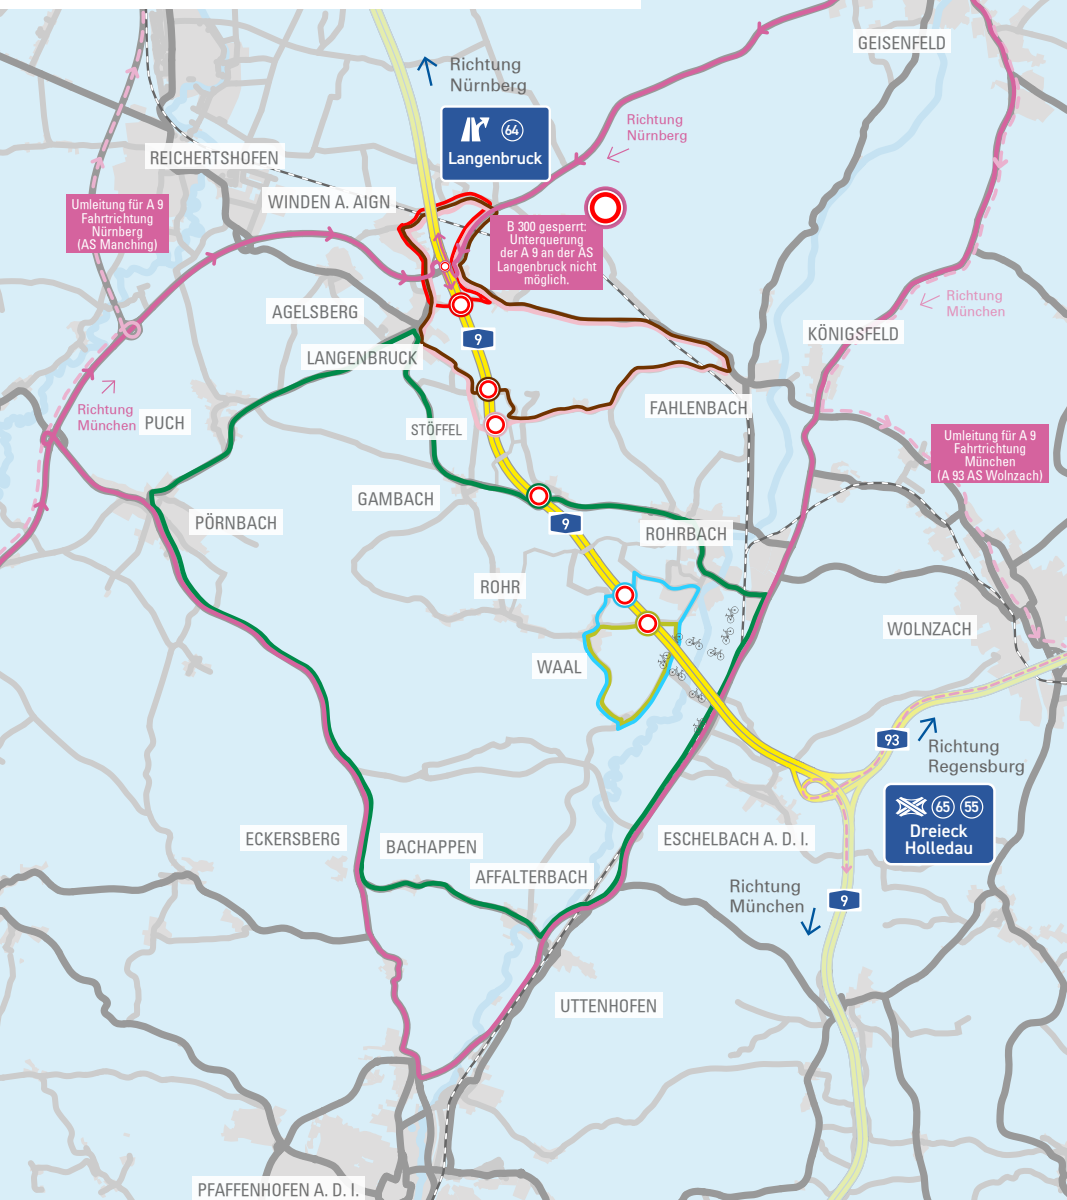 GEISENFELD
Richtung
Nürnberg
64
Langenbruck
Richtung
Nürnberg
REICHERTSHOFEN
WINDEN A. AIGN
Umleitung für A 9
Fahrtrichtung
Nürnberg
(AS Manching)
B 300 gesperrt:
Unterquerung
der A 9 an der AS
Langenbruck nicht
möglich.
Richtung
München
AGELSBERG
KÖNIGSFELD
9
LANGENBRUCK
Richtung
München
PUCH
FAHLENBACH
STÖFFEL
Umleitung für A 9
Fahrtrichtung
München
(A 93 AS Wolnzach)
GAMBACH
PÖRNBACH
9
ROHRBACH
ROHR
WOLNZACH
WAAL
93
Richtung
Regensburg
65 55
Dreieck
Holledau
ECKERSBERG
BACHAPPEN
ESCHELBACH A. D. I.
AFFALTERBACH
Richtung
München
9
UTTENHOFEN
PFAFFENHOFEN A. D. I.